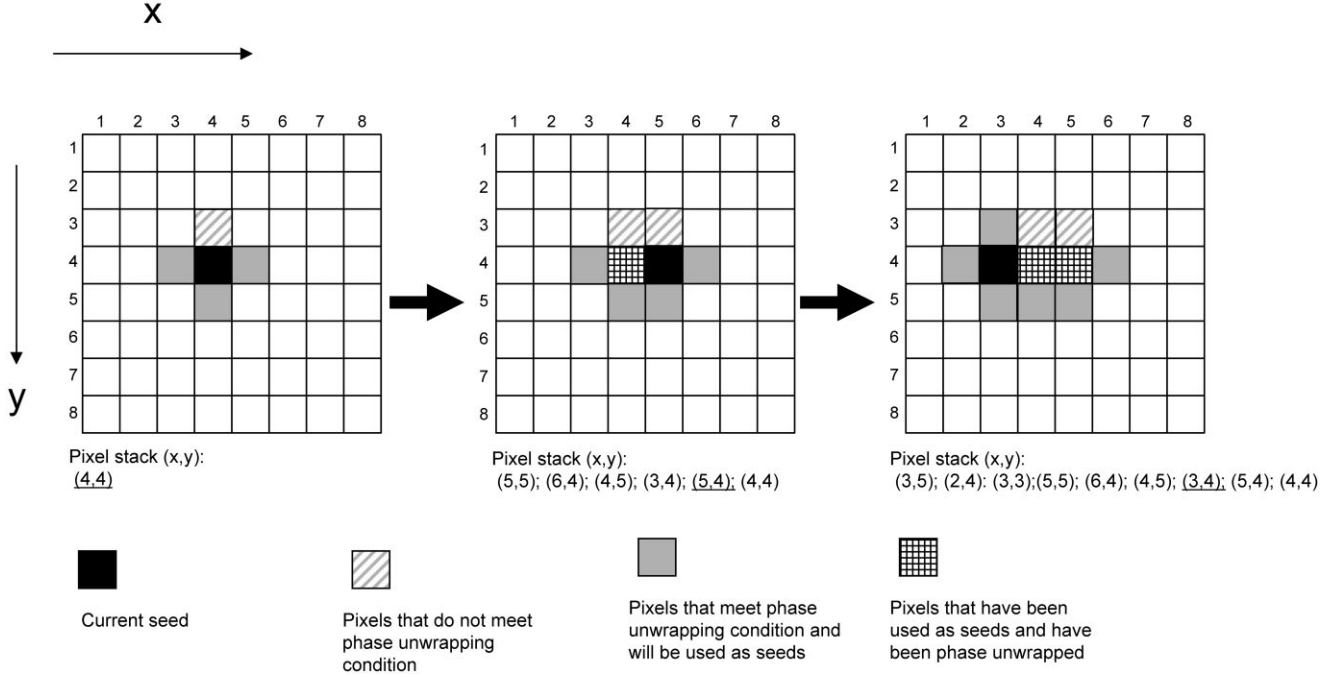 x
1 2 3 4 5 6 7 8
1 2 3 4 5 6 7 8
1 2 3 4 5 6 7 8
1 1 1
2 2 2
3 3 3
4 4 4
5 5 5
6 6 6
7 7 7
y
8 8 8
Pixel stack (x,y):
(4,4)
Pixel stack (x,y):
(5,5); (6,4); (4,5); (3,4); (5,4); (4,4)
Pixel stack (x,y):
(3,5); (2,4): (3,3);(5,5); (6,4); (4,5); (3,4); (5,4); (4,4)
Current seed
Pixels that do not meet
phase unwrapping
condition
Pixels that meet phase
unwrapping condition and
will be used as seeds
Pixels that have been
used as seeds and have
been phase unwrapped